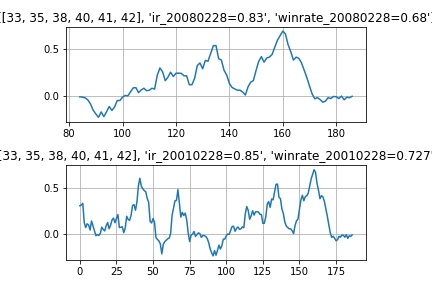 [33, 35, 38, 40, 41, 42], 'ir_20080228=0.83', 'winrate_20080228=0.68'
0.5
0.0
80 100 120 140 160 180
[33, 35, 38, 40, 41, 42], 'ir_20010228=0.85', 'winrate_20010228=0.727'
0.5
0.0
0 25 50 75 100 125 150 175